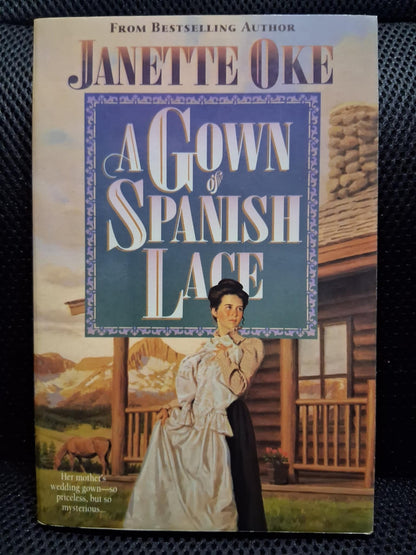 FROM BESTSELLING AUTHOR
JANETTE OKE
A GOWN
of
SPANISH
LACE
Her mother's
wedding gown—so
priceless, but so
mysterious...